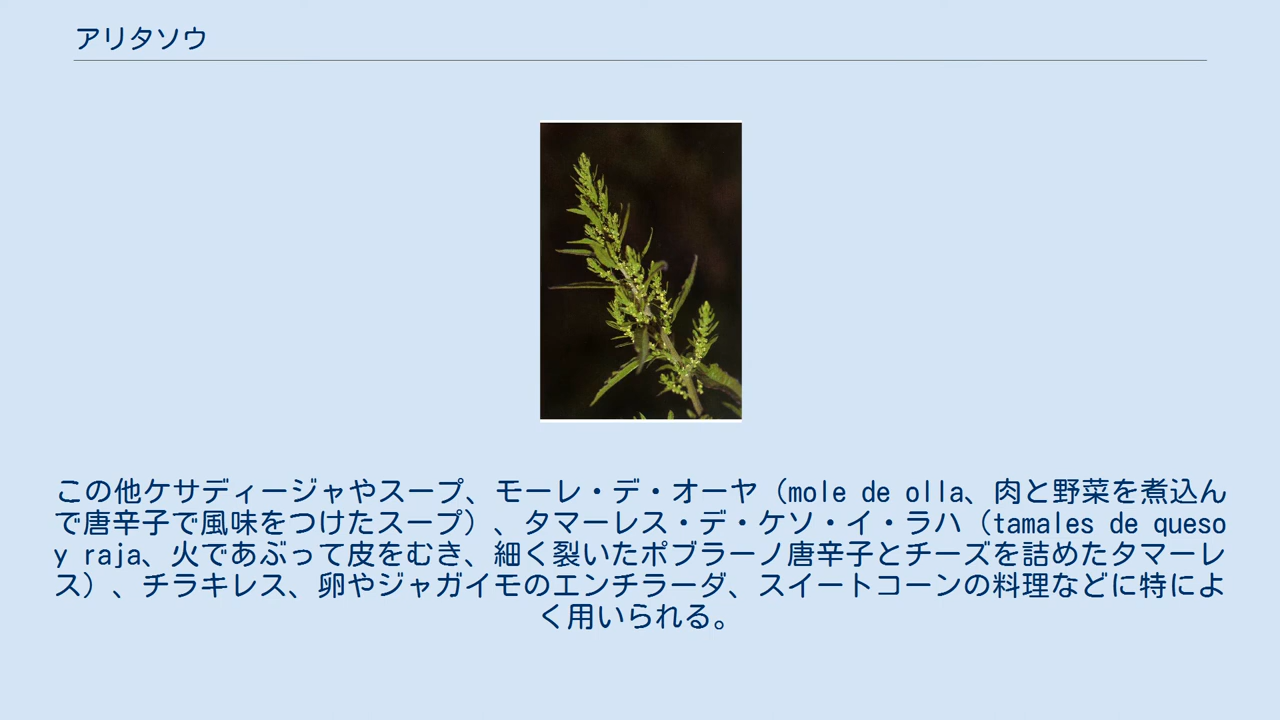 アリタソウ
この他ケサディージャやスープ、モーレ・デ・オーヤ（mole de olla、肉と野菜を煮込ん
で唐辛子で風味をつけたスープ）、タマーレス・デ・ケソ・イ・ラハ（tamales de queso
y raja、火であぶって皮をむき、細く裂いたポブラーノ唐辛子とチーズを詰めたタマーレ
ス）、チラキレス、卵やジャガイモのエンチラーダ、スイートコーンの料理などに特によ
く用いられる。